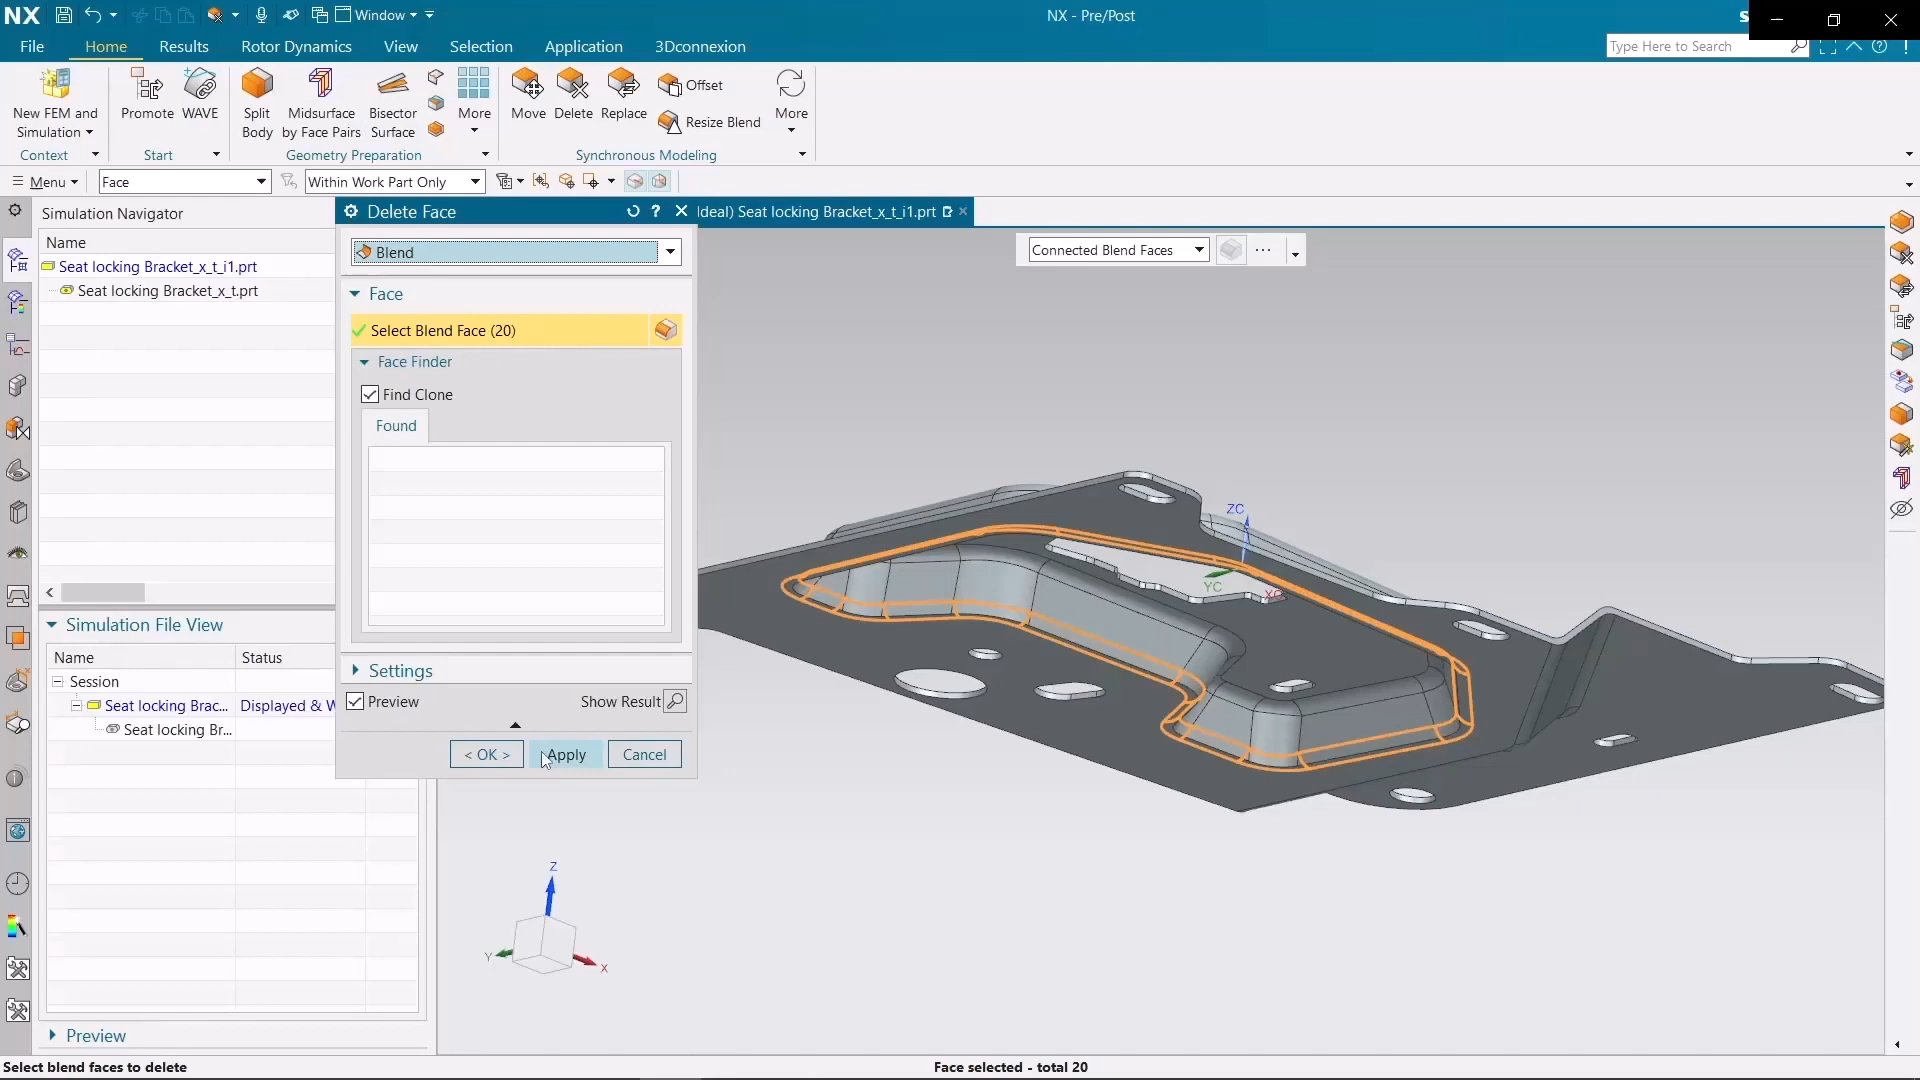 NX
Window
NX - Pre/Post
S
File
Home
Results
Rotor Dynamics
View
Selection
Application
3Dconnexion
Type Here to Search
New FEM and
Simulation
Promote
WAVE
Split
Body
Midsurface
by Face Pairs
Bisector
Surface
More
Move
Delete
Replace
Offset
Resize Blend
More
Context
Start
Geometry Preparation
Synchronous Modeling
Menu
Face
Within Work Part Only
Simulation Navigator
Name
Seat locking Bracket_x_t_i1.prt
Seat locking Bracket_x_t.prt
Delete Face
Ideal) Seat locking Bracket_x_t_i1.prt
Blend
Face
Select Blend Face (20)
Face Finder
Find Clone
Found
Settings
Preview
Show Result
< OK >
Apply
Cancel
Connected Blend Faces
ZC
YC
XC
Simulation File View
Name
Status
Session
Seat locking Brac...
Displayed & W
Seat locking Br...
Z
Y
X
Preview
Select blend faces to delete
Face selected - total 20